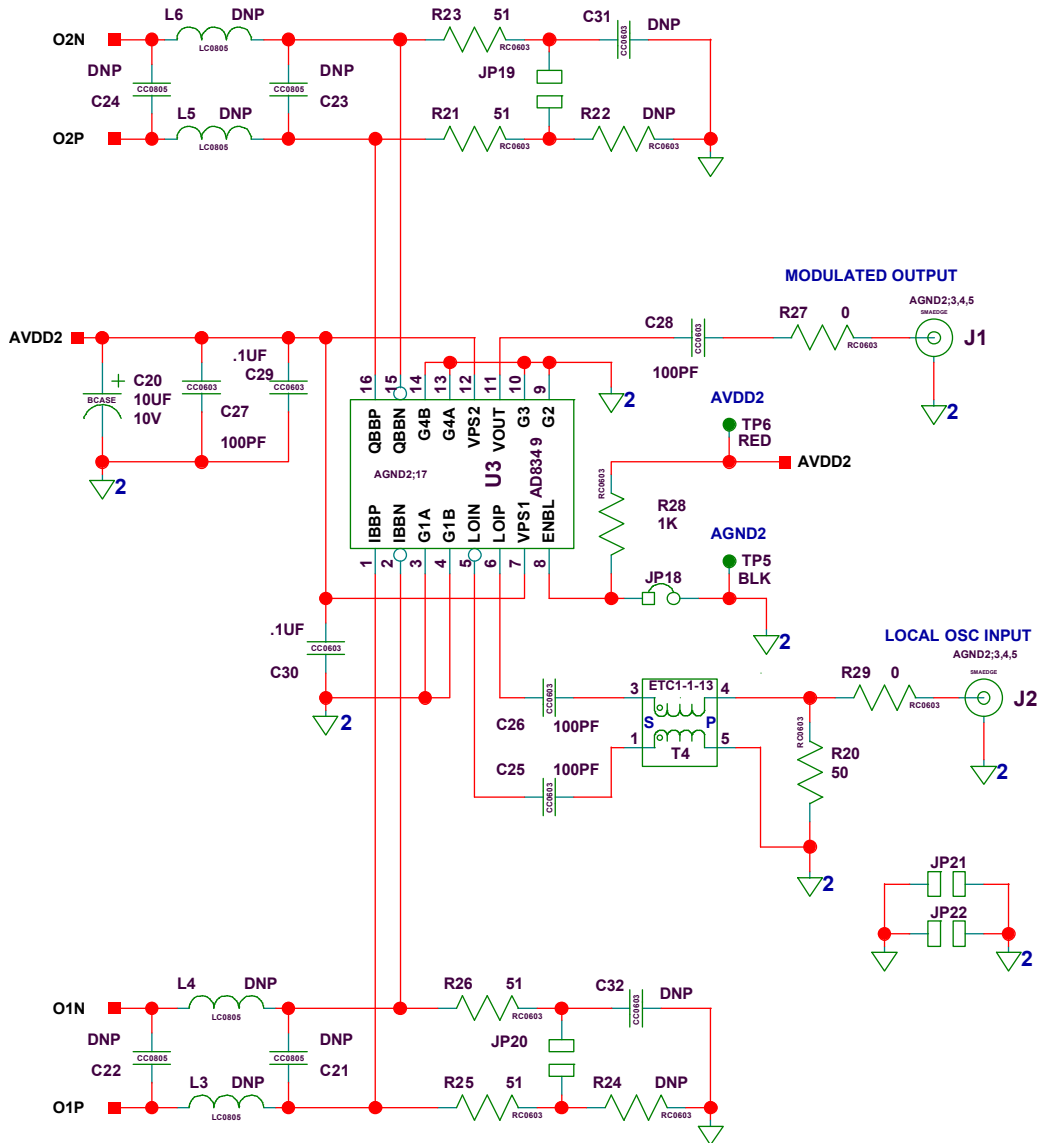 L6 DNP
LC0805
R23 51
RC0603
C31 DNP
CC0603
O2N
DNP
CC0805
C24
DNP
CC0805
C23
JP19
L5 DNP
LC0805
R21 51
RC0603
R22 DNP
RC0603
O2P
MODULATED OUTPUT
AGND2;3,4,5
SMAEDGE
R27 0
RC0603
J1
2
C28
CC0603
100PF
AVDD2
BCASE
+ C20
10UF
10V
CC0603
C27
100PF
.1UF
C29
CC0603
2
16 15 14 13 12 11 10 9
QBBP QBBN G4B G4A VPS2 VOUT G3 G2
AGND2;17
U3
AD8349
IBBP IBBN G1A G1B LOIN LOIP VPS1 ENBL
1 2 3 4 5 6 7 8
2
AVDD2
TP6
RED
AVDD2
RC0603
R28
1K
AGND2
TP5
BLK
JP18
2
.1UF
CC0603
C30
2
LOCAL OSC INPUT
AGND2;3,4,5
SMAEDGE
R29 0
RC0603
J2
2
C26
CC0603
100PF
C25
CC0603
100PF
3 ETC1-1-13 4
S P
1 T4 5
RC0603
R20
50
2
JP21
JP22
2
L4 DNP
LC0805
R26 51
RC0603
C32 DNP
CC0603
O1N
DNP
CC0805
C22
DNP
CC0805
C21
JP20
L3 DNP
LC0805
R25 51
RC0603
R24 DNP
RC0603
O1P